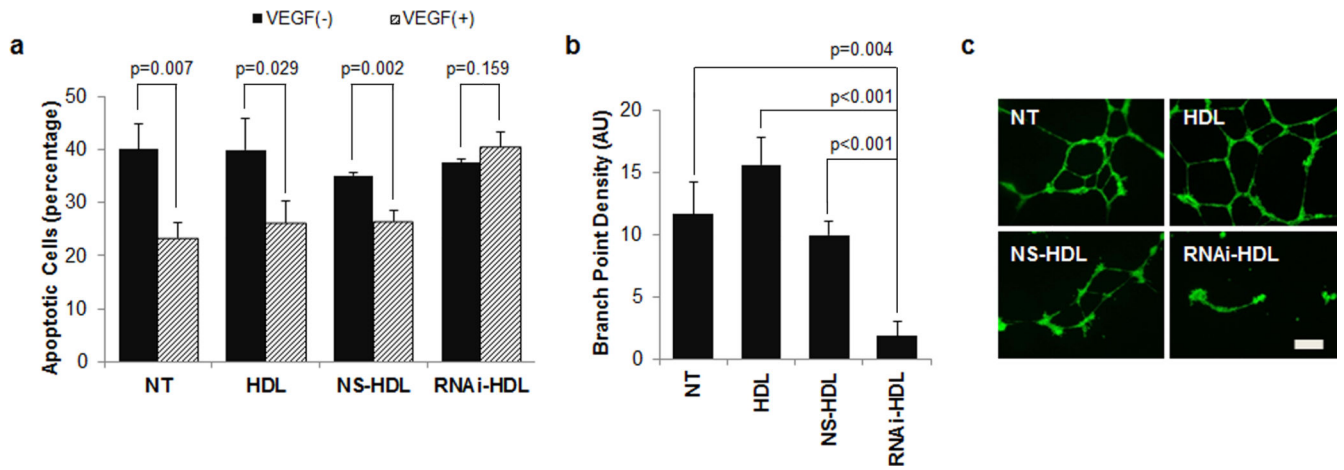 VEGF(-) VEGF(+)
a
p=0.007 p=0.029 p=0.002 p=0.159
Apoptotic Cells (percentage)
50
40
30
20
10
0
NT HDL NS-HDL RNAi-HDL
b
p=0.004
p<0.001
p<0.001
Branch Point Density (AU)
20
15
10
5
0
NT
HDL
NS-HDL
RNAi-HDL
c
NT HDL
NS-HDL RNAi-HDL